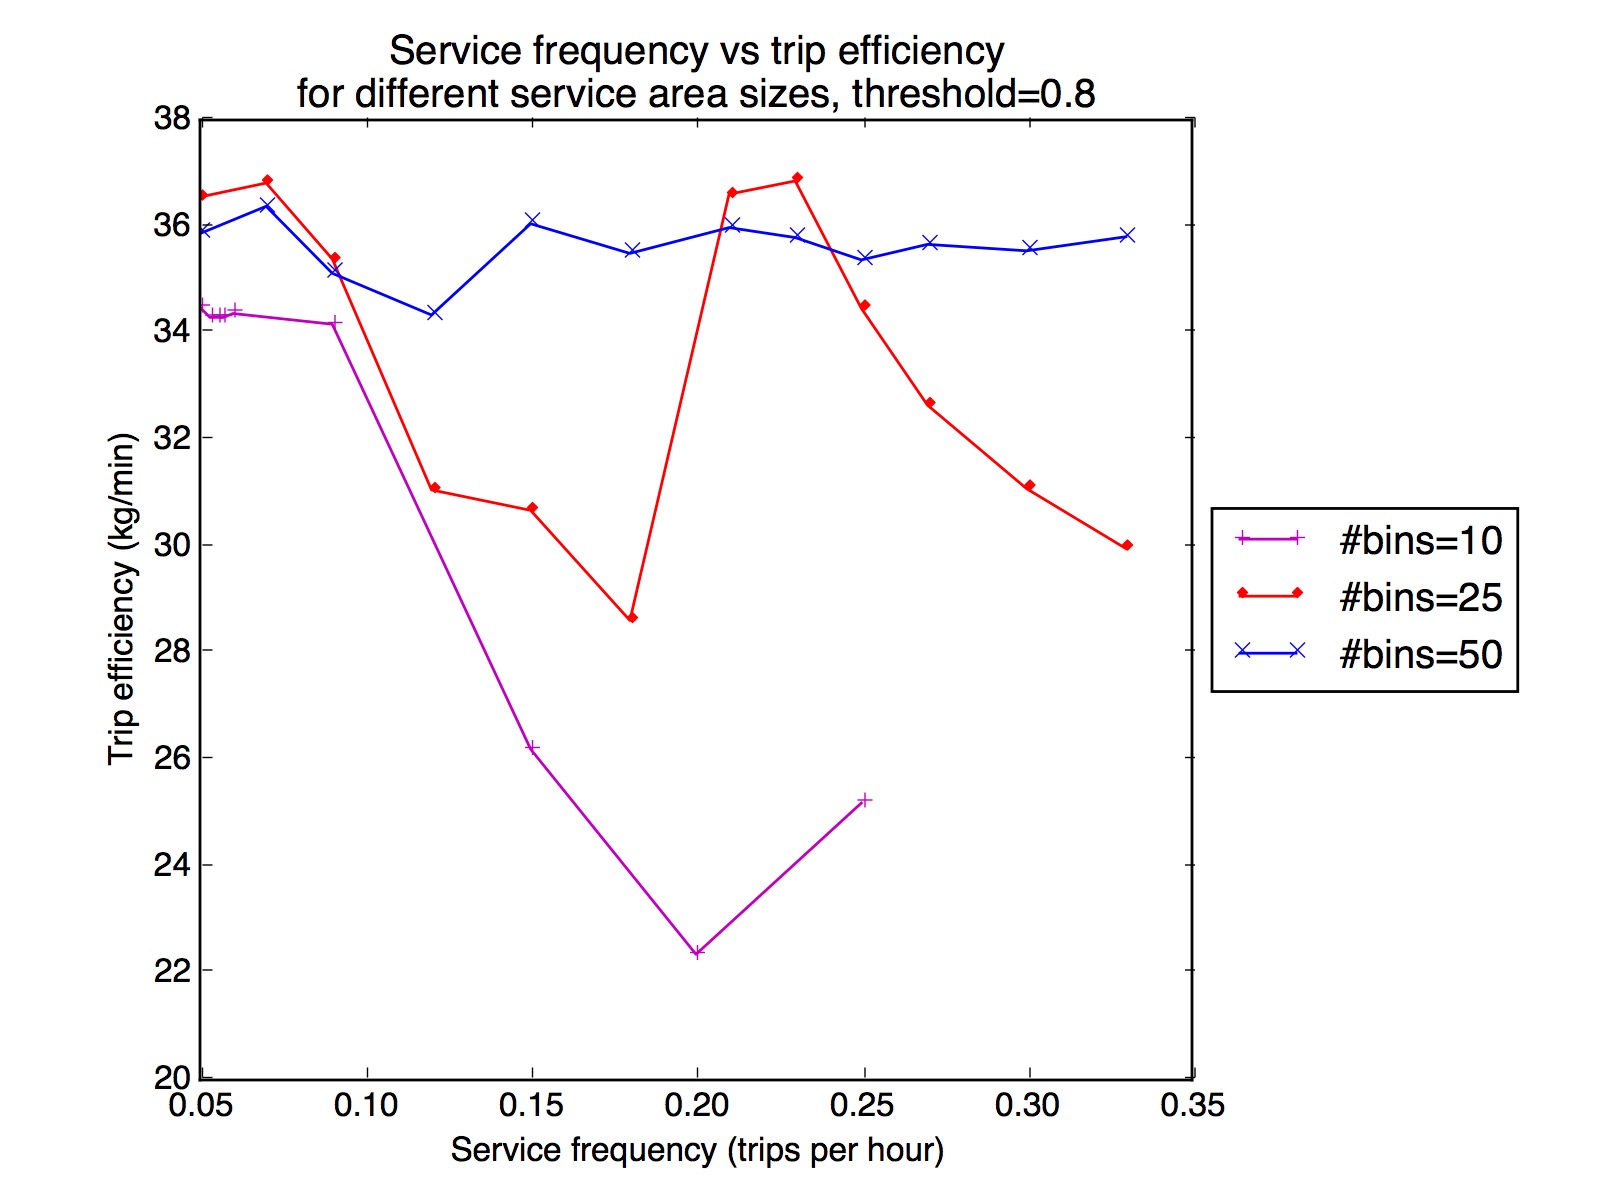 Service frequency vs trip efficiency
for different service area sizes, threshold=0.8
38
36
34
32
30
28
26
24
22
20
Trip efficiency (kg/min)
0.05 0.10 0.15 0.20 0.25 0.30 0.35
Service frequency (trips per hour)
#bins=10
#bins=25
#bins=50